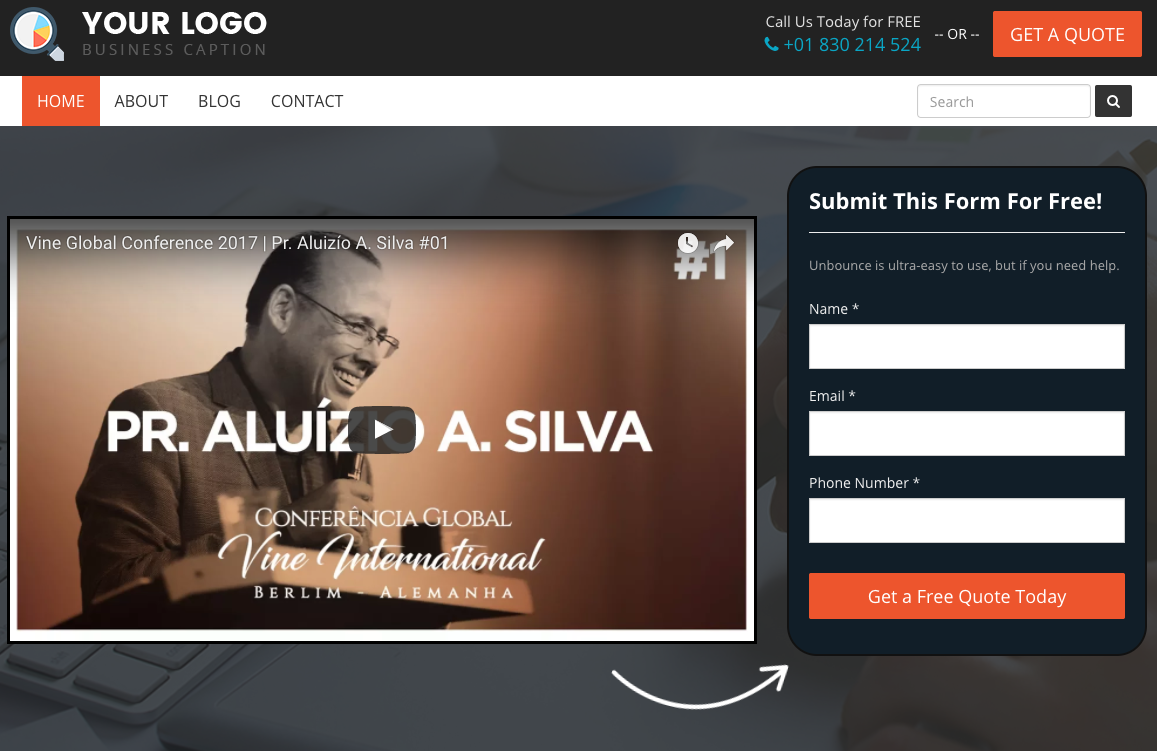 YOUR LOGO
BUSINESS CAPTION
Call Us Today for FREE
+01 830 214 524
-- OR --
GET A QUOTE
HOME
ABOUT
BLOG
CONTACT
Search
Vine Global Conference 2017 | Pr. Aluizío A. Silva #01
#1
PR. ALUÍZIO A. SILVA
CONFERÊNCIA GLOBAL
Vine International
BERLIM - ALEMANHA
Submit This Form For Free!
Unbounce is ultra-easy to use, but if you need help.
Name *
Email *
Phone Number *
Get a Free Quote Today